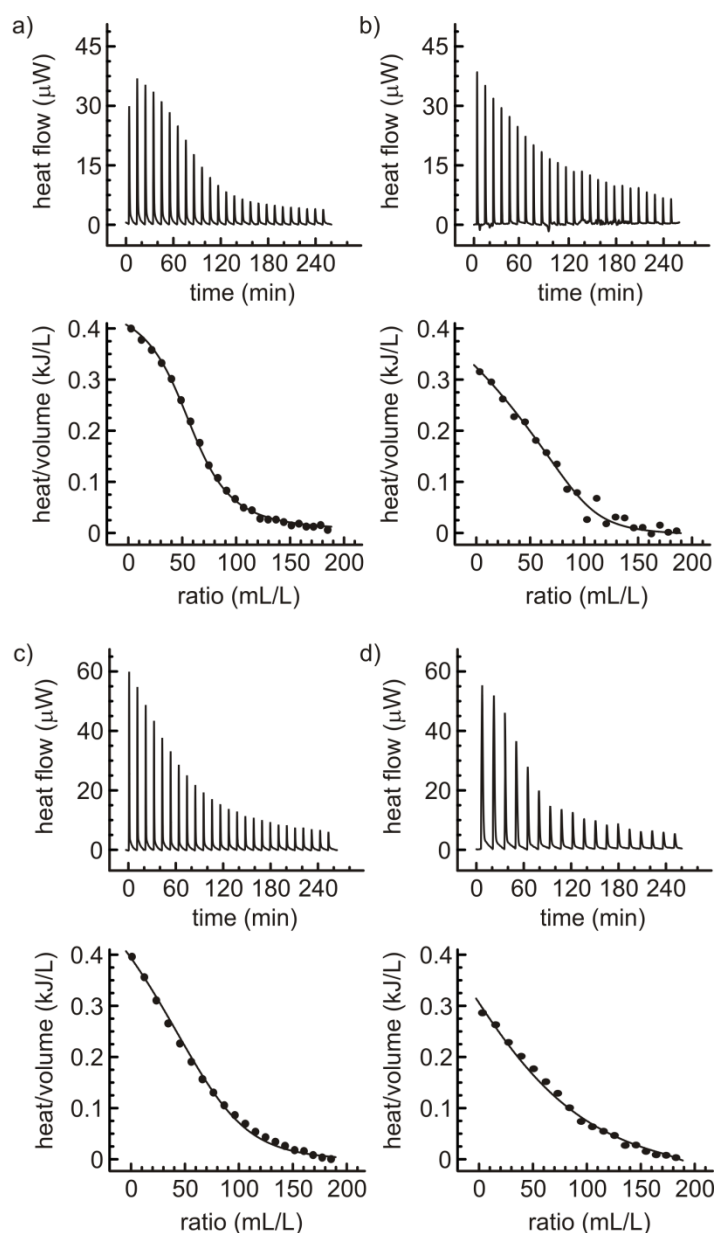 a)
heat flow (μW)
45
30
15
0
0 60 120 180 240
time (min)
heat/volume (kJ/L)
0.4
0.3
0.2
0.1
0
0 50 100 150 200
ratio (mL/L)
b)
heat flow (μW)
45
30
15
0
0 60 120 180 240
time (min)
heat/volume (kJ/L)
0.4
0.3
0.2
0.1
0
0 50 100 150 200
ratio (mL/L)
c)
heat flow (μW)
60
40
20
0
0 60 120 180 240
time (min)
heat/volume (kJ/L)
0.4
0.3
0.2
0.1
0
0 50 100 150 200
ratio (mL/L)
d)
heat flow (μW)
60
40
20
0
0 60 120 180 240
time (min)
heat/volume (kJ/L)
0.4
0.3
0.2
0.1
0
0 50 100 150 200
ratio (mL/L)